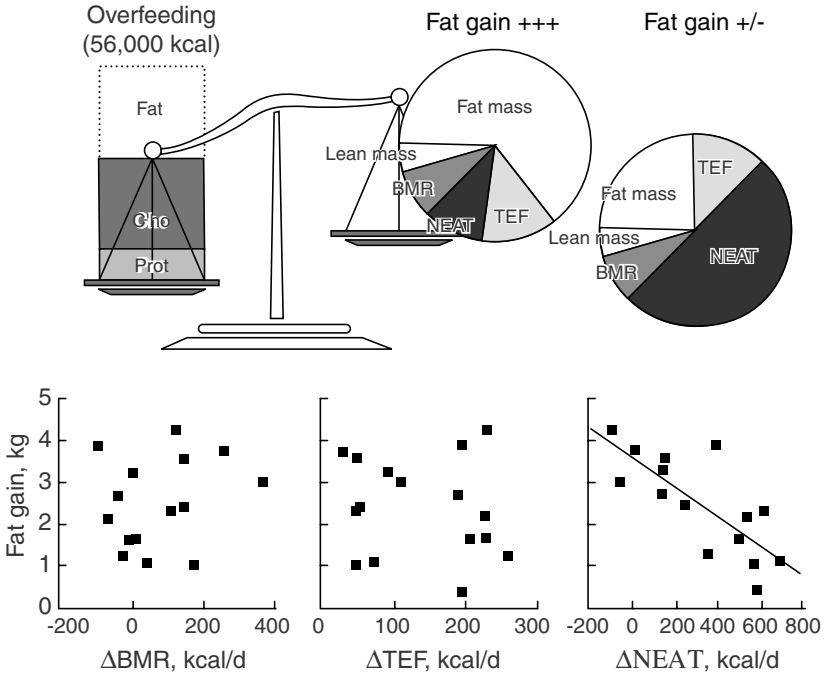 Overfeeding
(56,000 kcal)
Fat gain +++
Fat gain +/-
Fat
Cho
Prot
Fat mass
Lean mass
BMR
NEAT
TEF
TEF
Fat mass
Lean mass
BMR
NEAT
Fat gain, kg
5
4
3
2
1
0
-200
0
200
400
0
100
200
300
-200
0
200
400
600
800
ΔBMR, kcal/d
ΔTEF, kcal/d
ΔNEAT, kcal/d